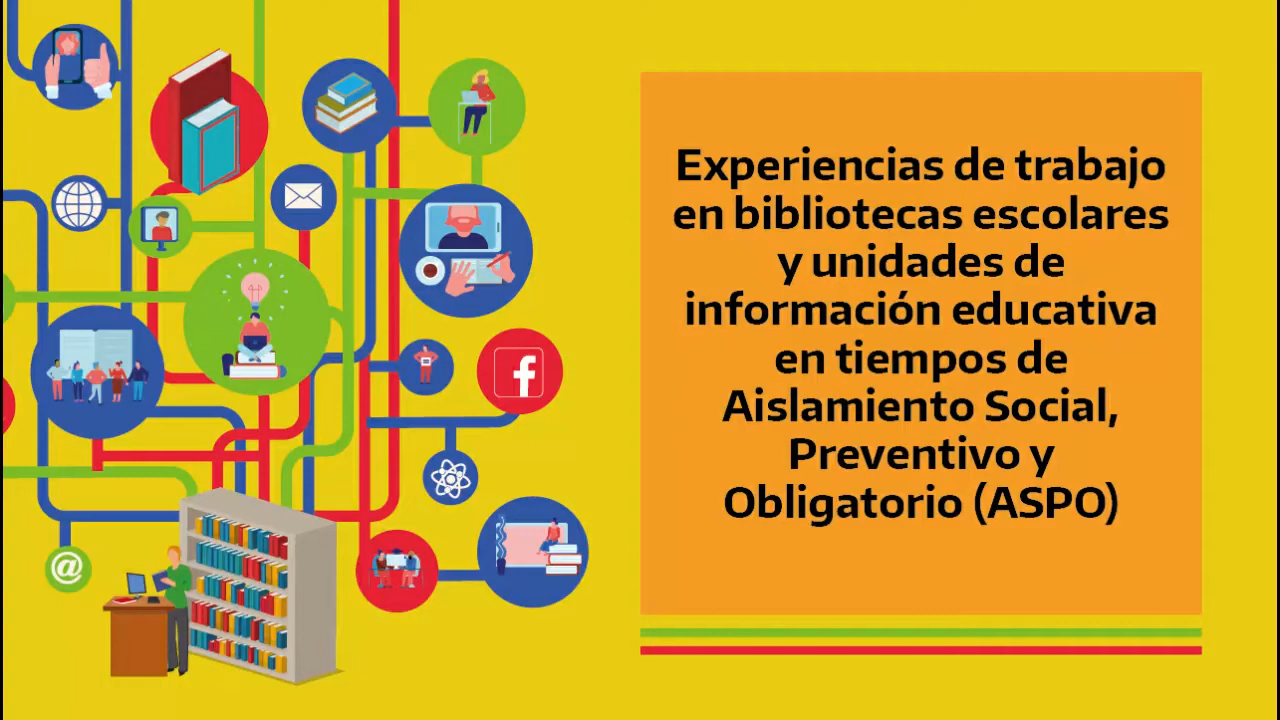 Experiencias de trabajo
en bibliotecas escolares
y unidades de
información educativa
en tiempos de
Aislamiento Social,
Preventivo y
Obligatorio (ASPO)
f
@